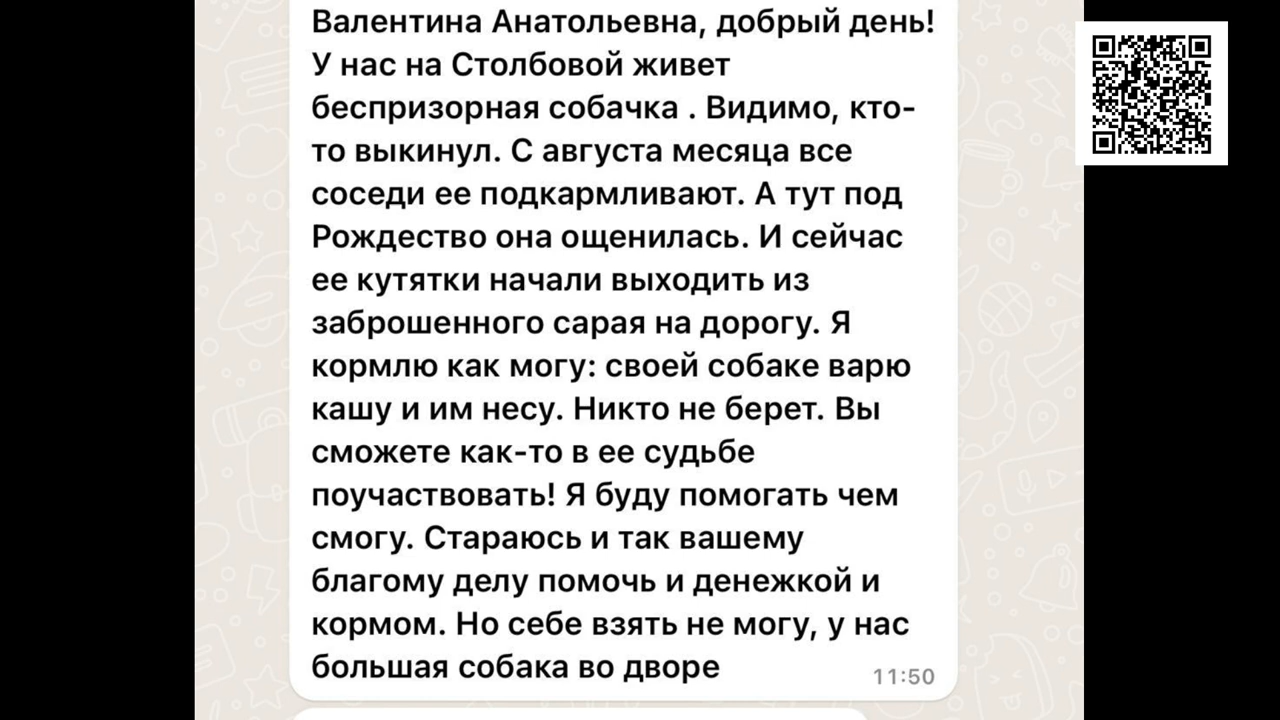 Валентина Анатольевна, добрый день!
У нас на Столбовой живет
беспризорная собачка . Видимо, кто-
то выкинул. С августа месяца все
соседи ее подкармливают. А тут под
Рождество она ощенилась. И сейчас
ее кутятки начали выходить из
заброшенного сарая на дорогу. Я
кормлю как могу: своей собаке варю
кашу и им несу. Никто не берет. Вы
сможете как-то в ее судьбе
поучаствовать! Я буду помогать чем
смогу. Стараюсь и так вашему
благому делу помочь и денежкой и
кормом. Но себе взять не могу, у нас
большая собака во дворе
11:50